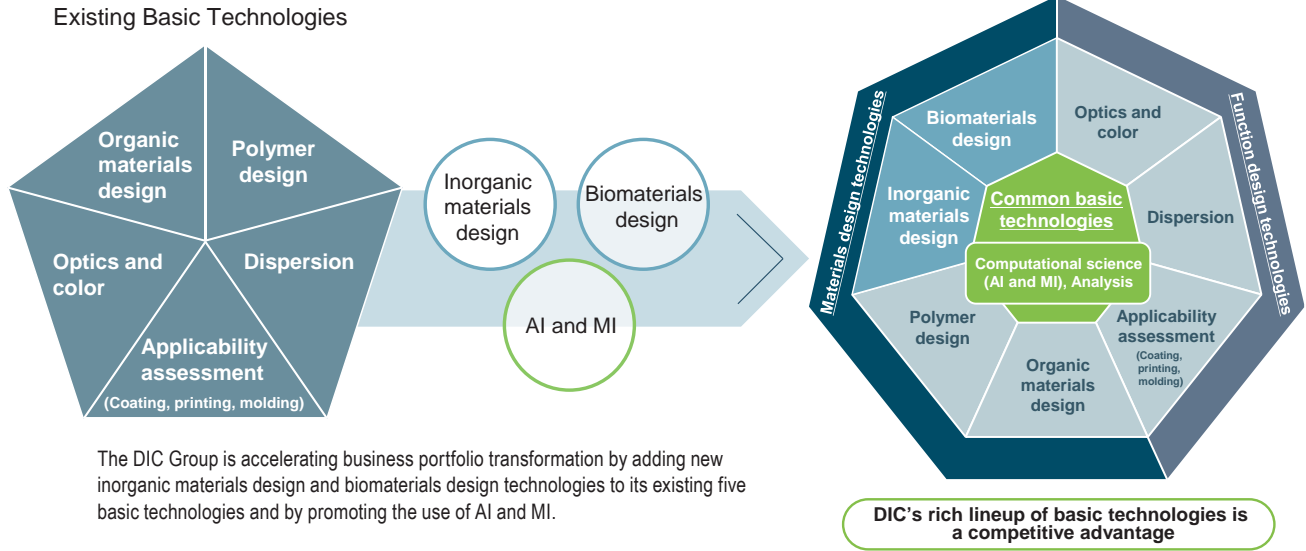 Existing Basic Technologies
Organic
materials
design
Polymer
design
Optics and
color
Dispersion
Applicability
assessment
(Coating, printing, molding)
Inorganic
materials
design
Biomaterials
design
AI and MI
Materials design technologies
Function design technologies
Biomaterials
design
Optics and
color
Inorganic
materials
design
Common basic
technologies
Dispersion
Computational science
(AI and MI), Analysis
Polymer
design
Organic
materials
design
Applicability
assessment
(Coating,
printing,
molding)
The DIC Group is accelerating business portfolio transformation by adding new
inorganic materials design and biomaterials design technologies to its existing five
basic technologies and by promoting the use of AI and MI.
DIC's rich lineup of basic technologies is
a competitive advantage